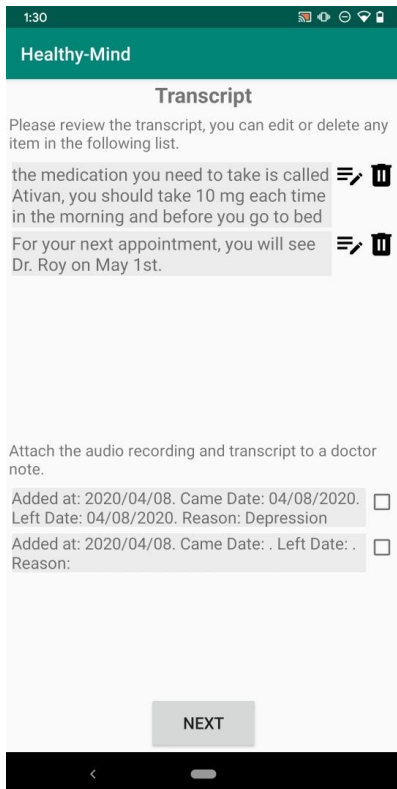 1:30
Healthy-Mind
Transcript
Please review the transcript, you can edit or delete any
item in the following list.
the medication you need to take is called
Ativan, you should take 10 mg each time
in the morning and before you go to bed
For your next appointment, you will see
Dr. Roy on May 1st.
Attach the audio recording and transcript to a doctor
note.
Added at: 2020/04/08. Came Date: 04/08/2020.
Left Date: 04/08/2020. Reason: Depression
Added at: 2020/04/08. Came Date: . Left Date: .
Reason:
NEXT